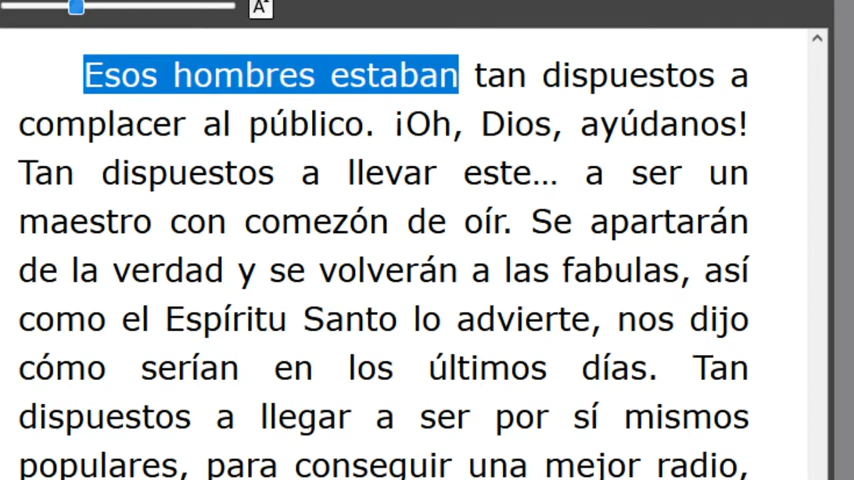 A
Esos hombres estaban tan dispuestos a
complacer al público. ¡Oh, Dios, ayúdanos!
Tan dispuestos a llevar este… a ser un
maestro con comezón de oír. Se apartarán
de la verdad y se volverán a las fabulas, así
como el Espíritu Santo lo advierte, nos dijo
cómo serían en los últimos días. Tan
dispuestos a llegar a ser por sí mismos
populares, para conseguir una mejor radio,